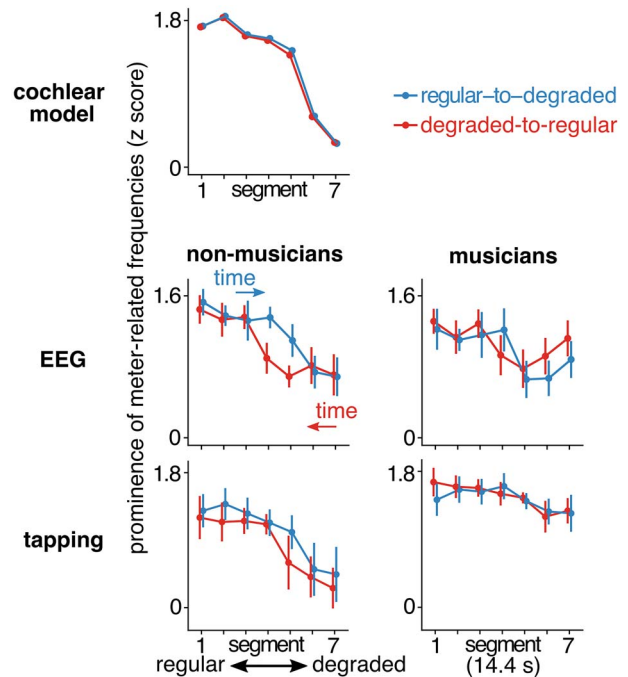 1.8
cochlear
model
regular–to–degraded
degraded-to-regular
0
1 segment 7
prominence of meter-related frequencies (z score)
non-musicians
musicians
time
1.6
1.6
EEG
time
0
0
1.8
1.8
tapping
0
0
1 segment 7
1 segment 7
regular degraded
(14.4 s)